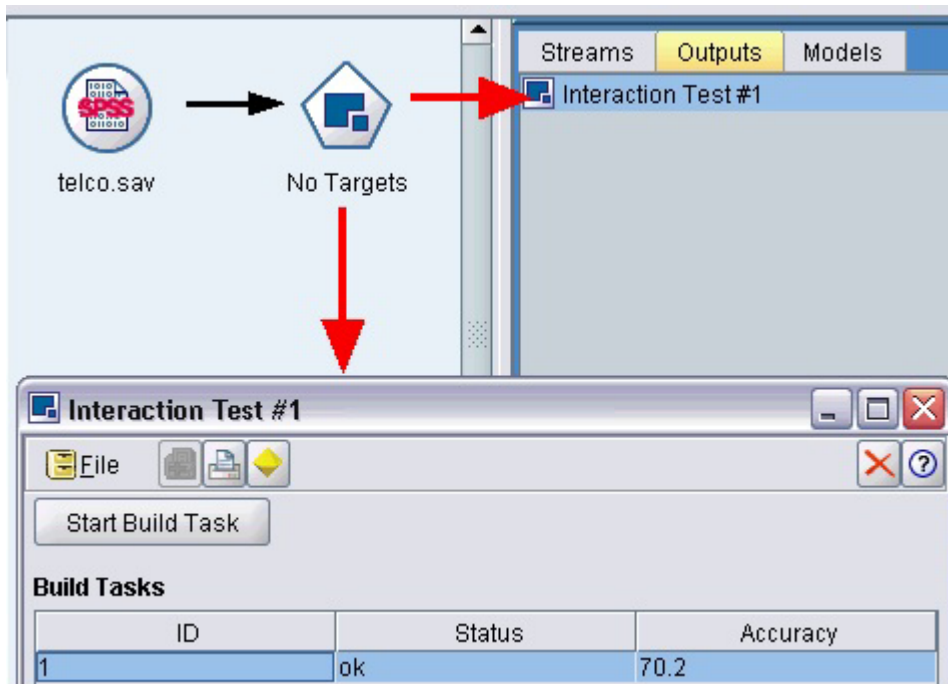 Streams Outputs Models
Interaction Test #1
SPSS
telco.sav
No Targets
Interaction Test #1
File
Start Build Task
Build Tasks
ID Status Accuracy
1 ok 70.2